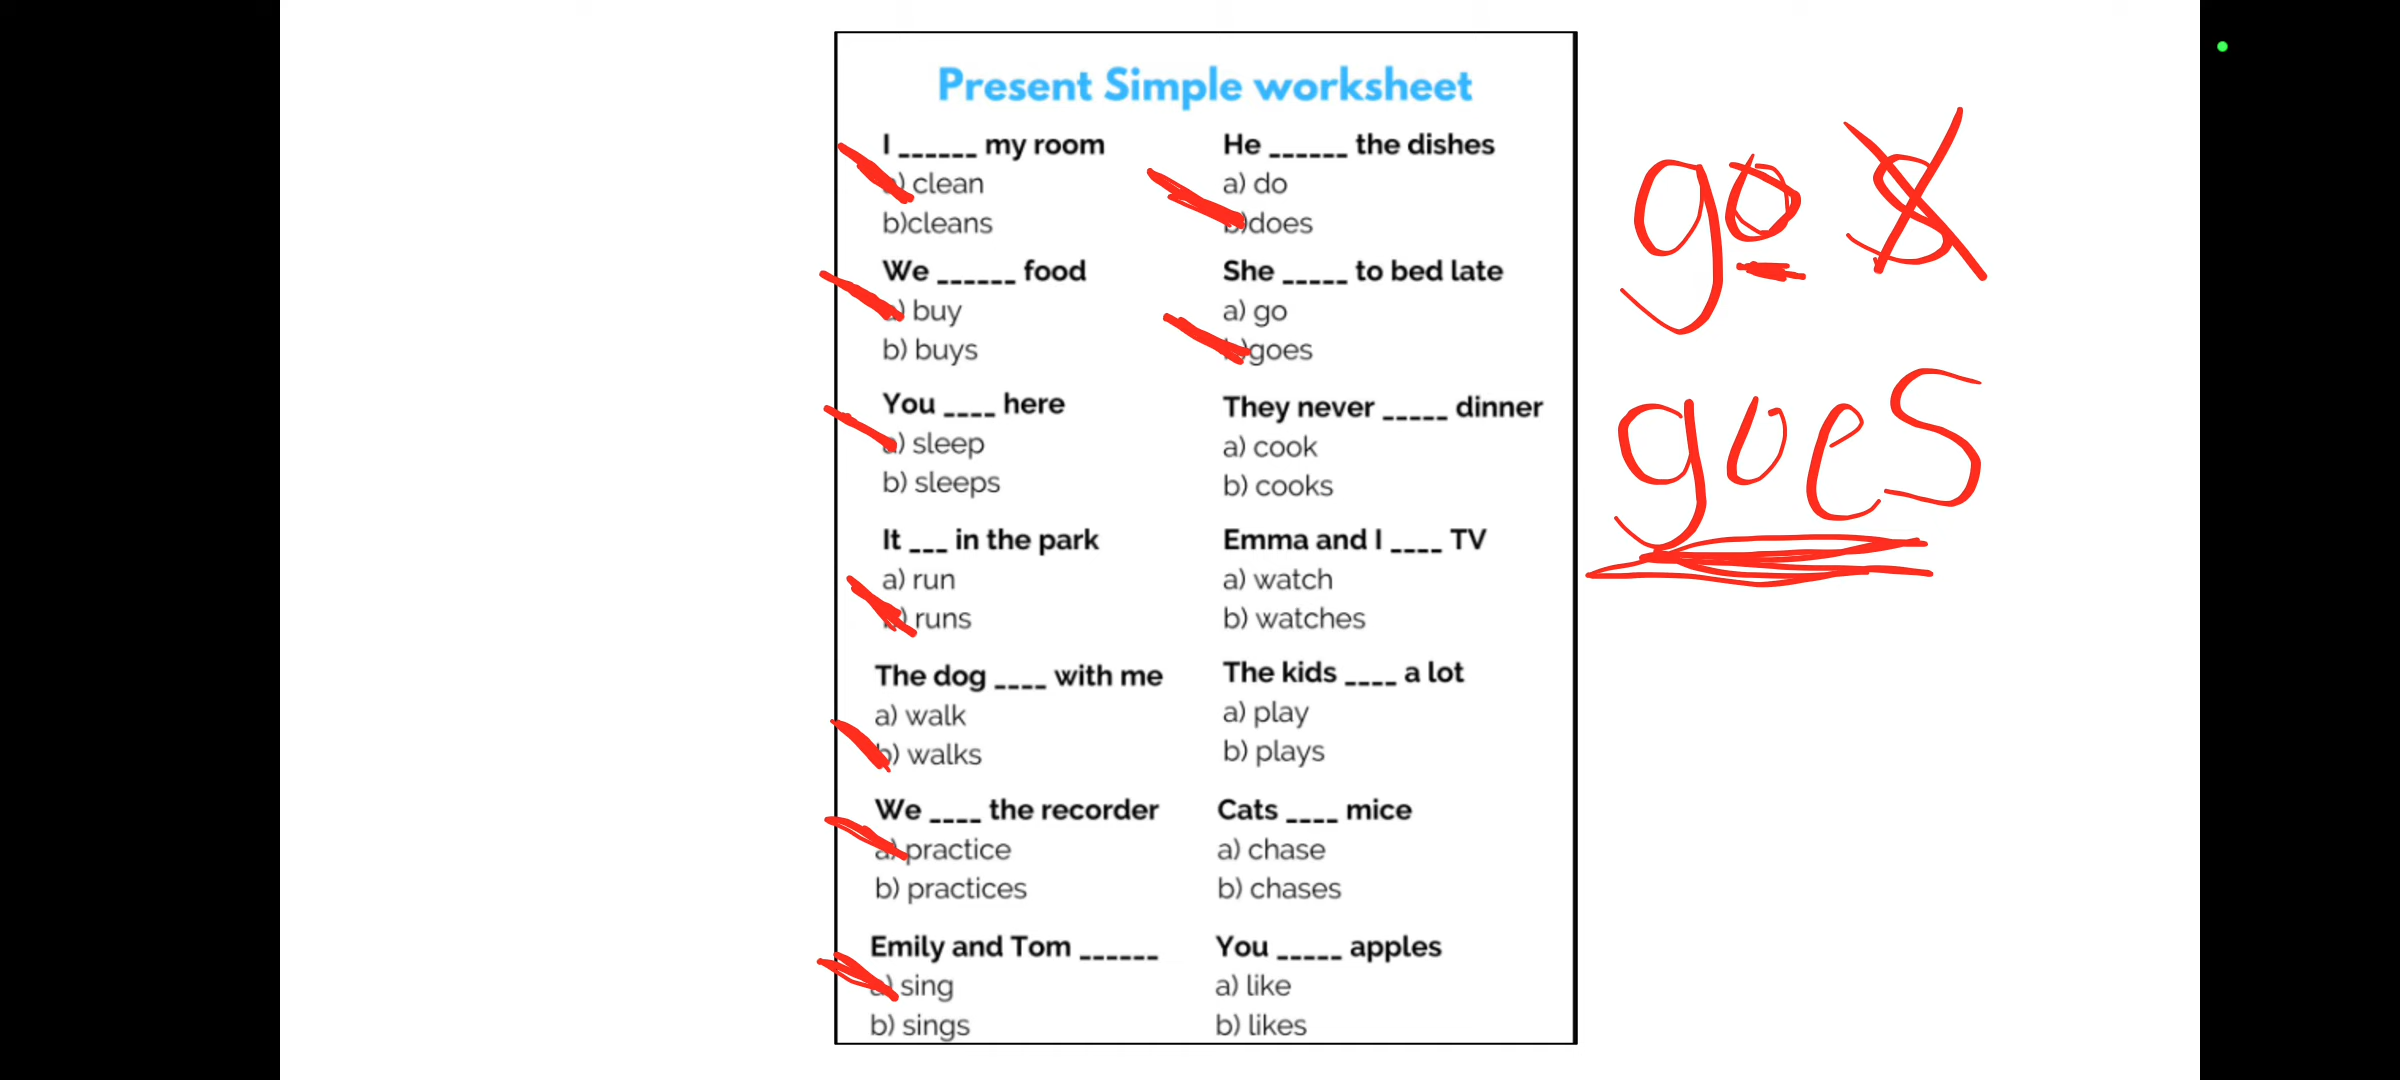 Present Simple worksheet
I ______ my room
a) clean
b)cleans
We ______ food
a) buy
b) buys
You ____ here
a) sleep
b) sleeps
It ___ in the park
a) run
b) runs
The dog ____ with me
a) walk
b) walks
We ____ the recorder
a) practice
b) practices
Emily and Tom ______
a) sing
b) sings
He ______ the dishes
a) do
b)does
She _____ to bed late
a) go
b)goes
They never _____ dinner
a) cook
b) cooks
Emma and I ____ TV
a) watch
b) watches
The kids ____ a lot
a) play
b) plays
Cats ____ mice
a) chase
b) chases
You _____ apples
a) like
b) likes
go s
goes